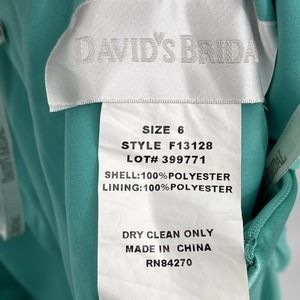 DAVID'S BRIDA
SIZE 6
STYLE F13128
LOT# 399771
SHELL:100%POLYESTER
LINING:100%POLYESTER
DRY CLEAN ONLY
MADE IN CHINA
RN84270